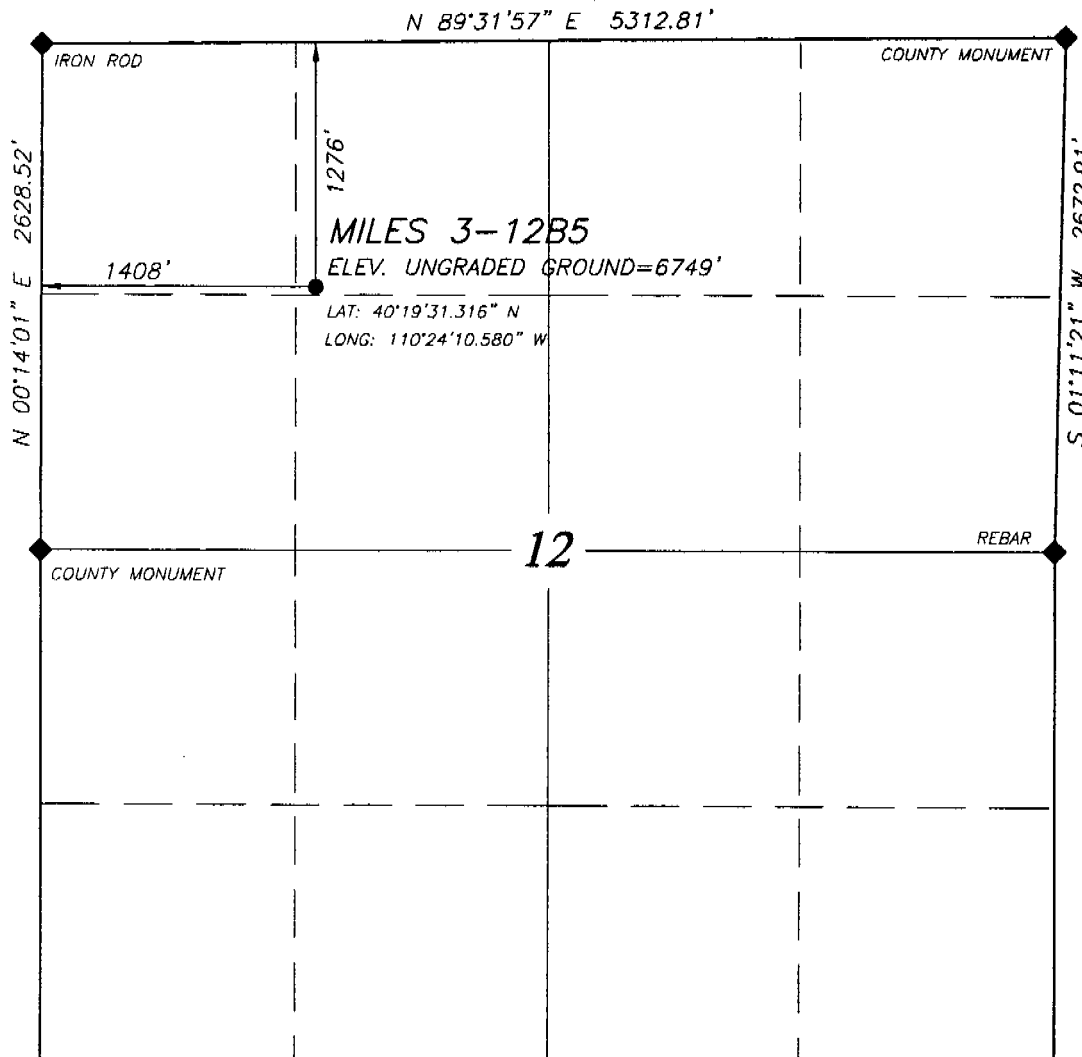 N 89°31'57" E 5312.81'
IRON ROD
COUNTY MONUMENT
N 00°14'01" E 2628.52'
1276'
S 01°11'21" W
MILES 3-12B5
ELEV. UNGRADED GROUND=6749'
1408'
LAT: 40°19'31.316" N
LONG: 110°24'10.580" W
12
REBAR
COUNTY MONUMENT